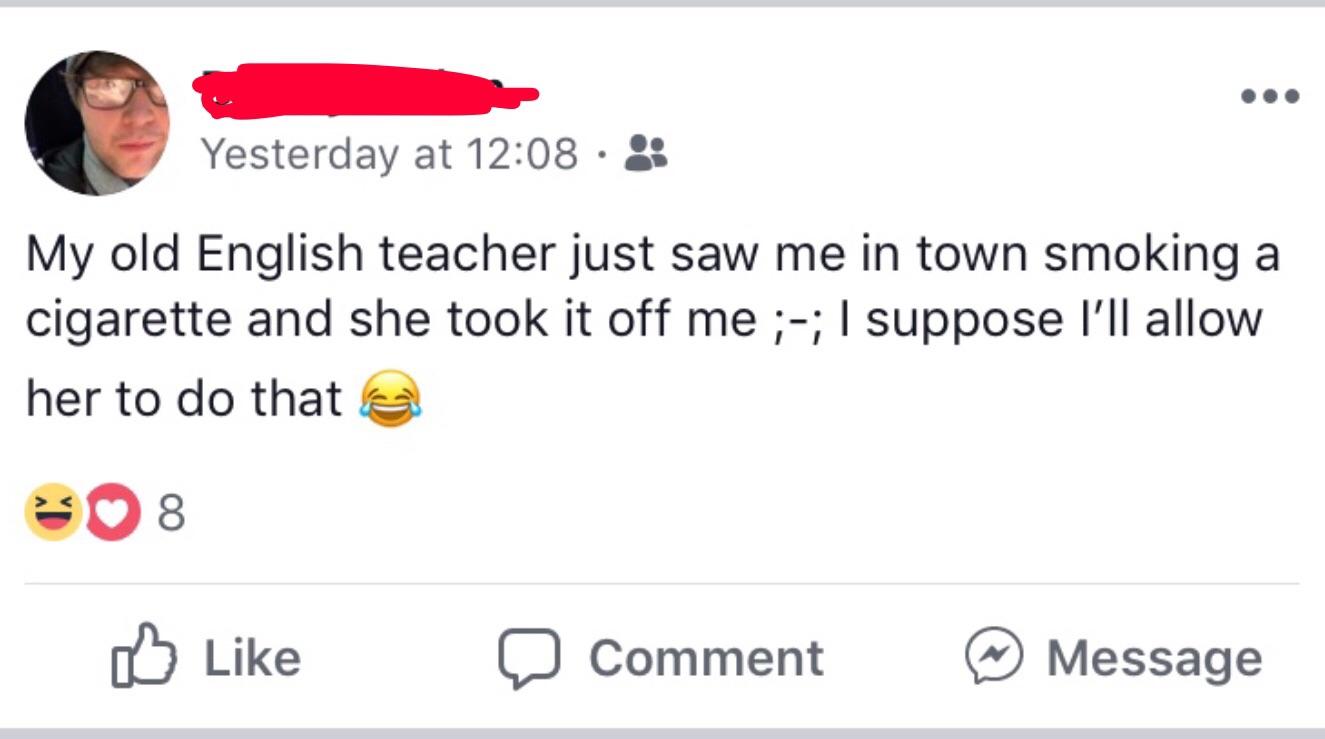 Yesterday at 12:08 ·
My old English teacher just saw me in town smoking a
cigarette and she took it off me ;-; I suppose I’ll allow
her to do that 😂
8
Like
Comment
Message